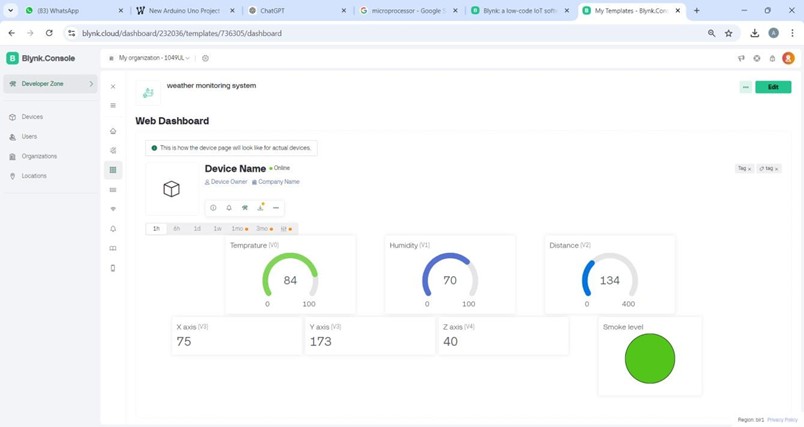 (83) WhatsApp
New Arduino Uno Project
ChatGPT
microprocessor - Google S
Blynk: a low-code IoT softw
My Templates - Blynk.Cons
blynk.cloud/dashboard/232036/templates/736305/dashboard
Blynk.Console
My organization - 1049UL
Developer Zone
Devices
Users
Organizations
Locations
weather monitoring system
Edit
Web Dashboard
This is how the device page will look like for actual devices.
Device Name Online
Device Owner Company Name
Tag tag
1h 6h 1d 1w 1mo 3mo
Temprature (V0)
84
0 100
Humidity (V1)
70
0 100
Distance (V2)
134
0 400
X axis (V3)
75
Y axis (V3)
173
Z axis (V4)
40
Smoke level
Privacy Policy